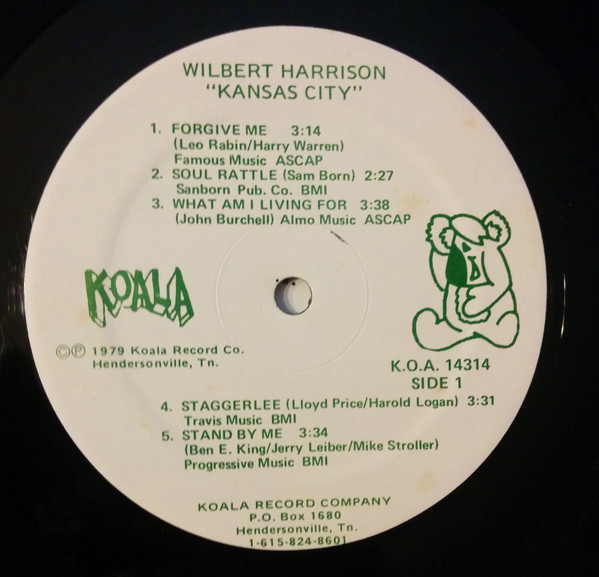 WILBERT HARRISON
"KANSAS CITY"
1. FORGIVE ME 3:14
(Leo Rabin/Harry Warren)
Famous Music ASCAP
2. SOUL RATTLE (Sam Born) 2:27
Sanborn Pub. Co. BMI
3. WHAT AM I LIVING FOR 3:38
(John Burchell) Almo Music ASCAP
KOALA
©℗ 1979 Koala Record Co.
Hendersonville, Tn.
K.O.A. 14314
SIDE 1
4. STAGGERLEE (Lloyd Price/Harold Logan) 3:31
Travis Music BMI
5. STAND BY ME 3:34
(Ben E. King/Jerry Leiber/Mike Stroller)
Progressive Music BMI
KOALA RECORD COMPANY
P.O. Box 1680
Hendersonville, Tn.
1-615-824-8601